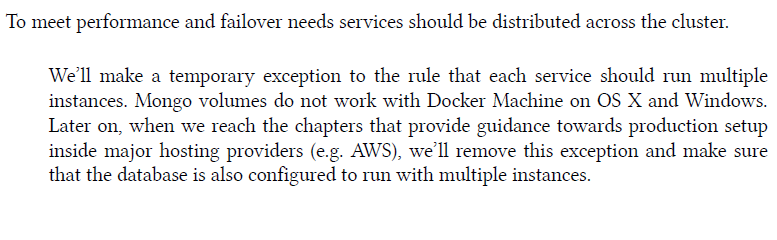 To meet performance and failover needs services should be distributed across the cluster.
We’ll make a temporary exception to the rule that each service should run multiple
instances. Mongo volumes do not work with Docker Machine on OS X and Windows.
Later on, when we reach the chapters that provide guidance towards production setup
inside major hosting providers (e.g. AWS), we’ll remove this exception and make sure
that the database is also configured to run with multiple instances.